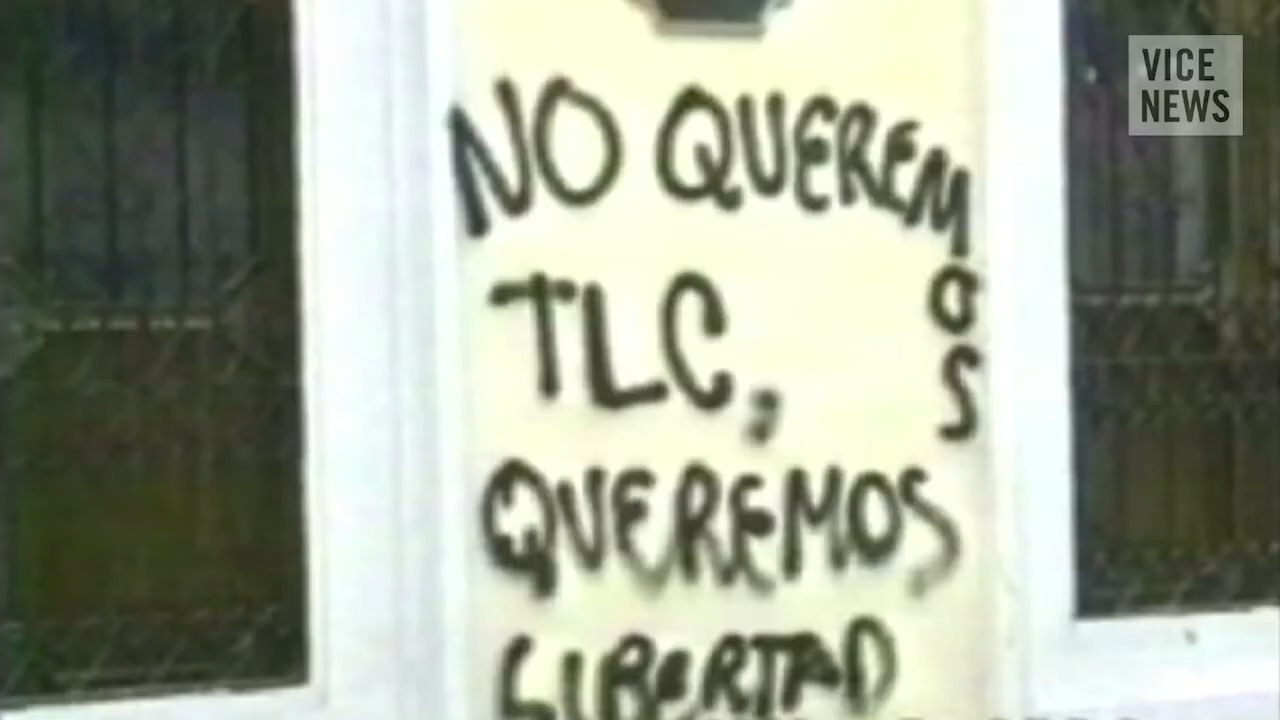 VICE
NEWS
NO QUEREMOS
TLC,
QUEREMOS
LIBERTAD